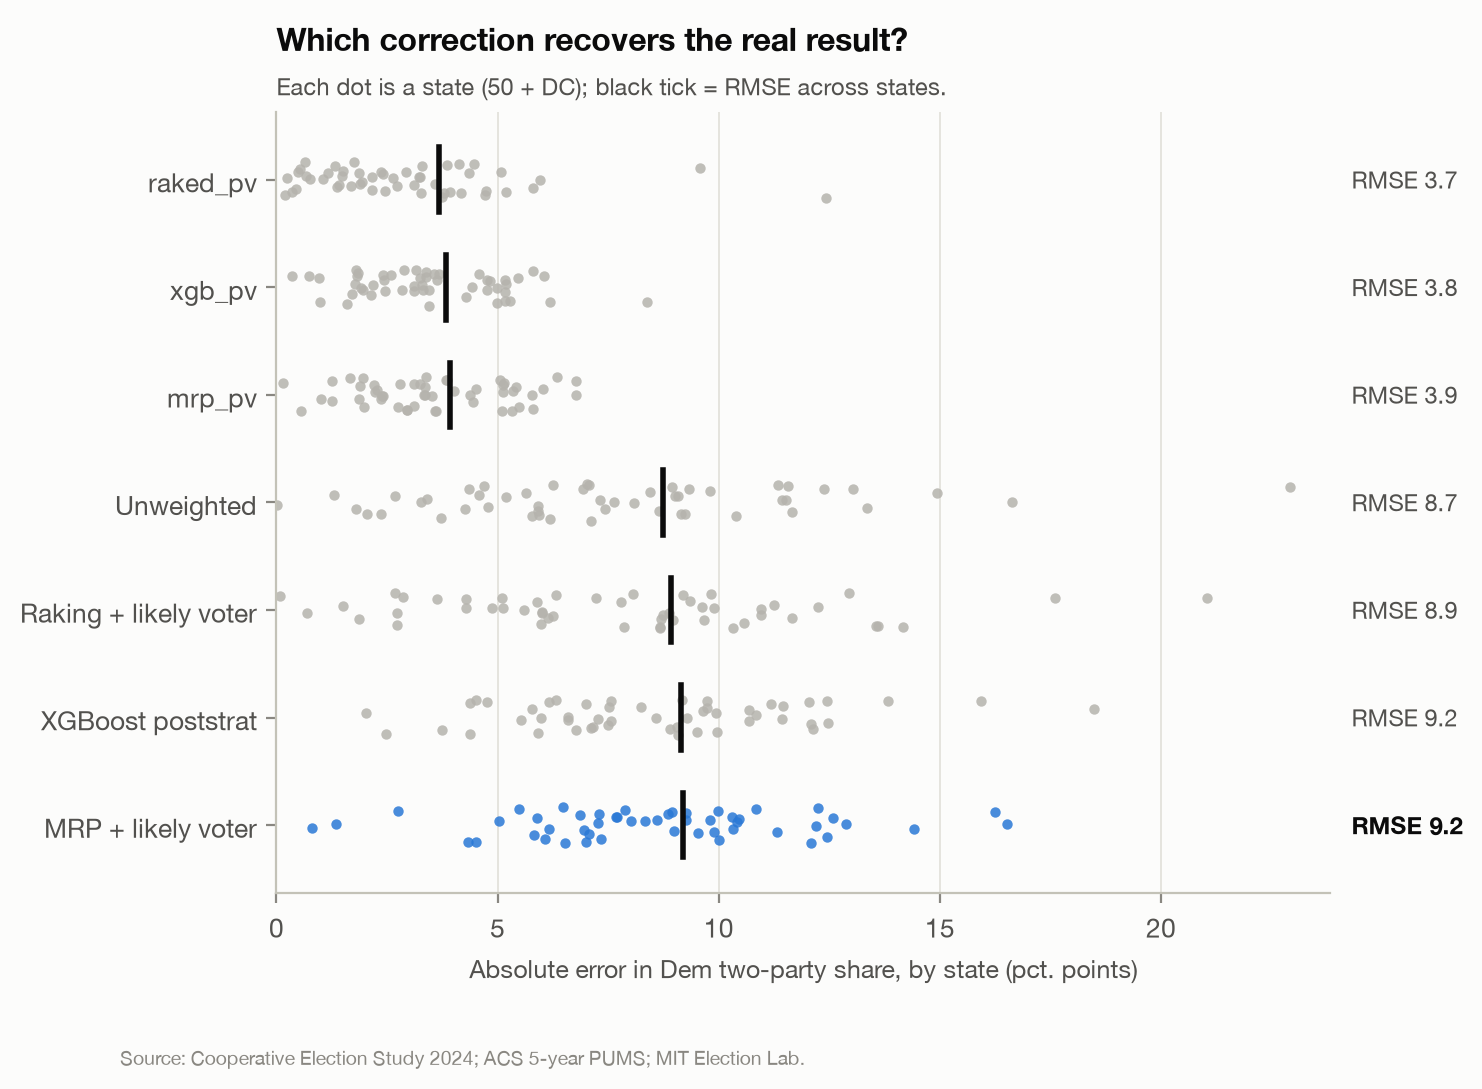 Which correction recovers the real result?
Each dot is a state (50 + DC); black tick = RMSE across states.
raked_pv RMSE 3.7
xgb_pv RMSE 3.8
mrp_pv RMSE 3.9
Unweighted RMSE 8.7
Raking + likely voter RMSE 8.9
XGBoost poststrat RMSE 9.2
MRP + likely voter RMSE 9.2
0 5 10 15 20
Absolute error in Dem two-party share, by state (pct. points)
Source: Cooperative Election Study 2024; ACS 5-year PUMS; MIT Election Lab.